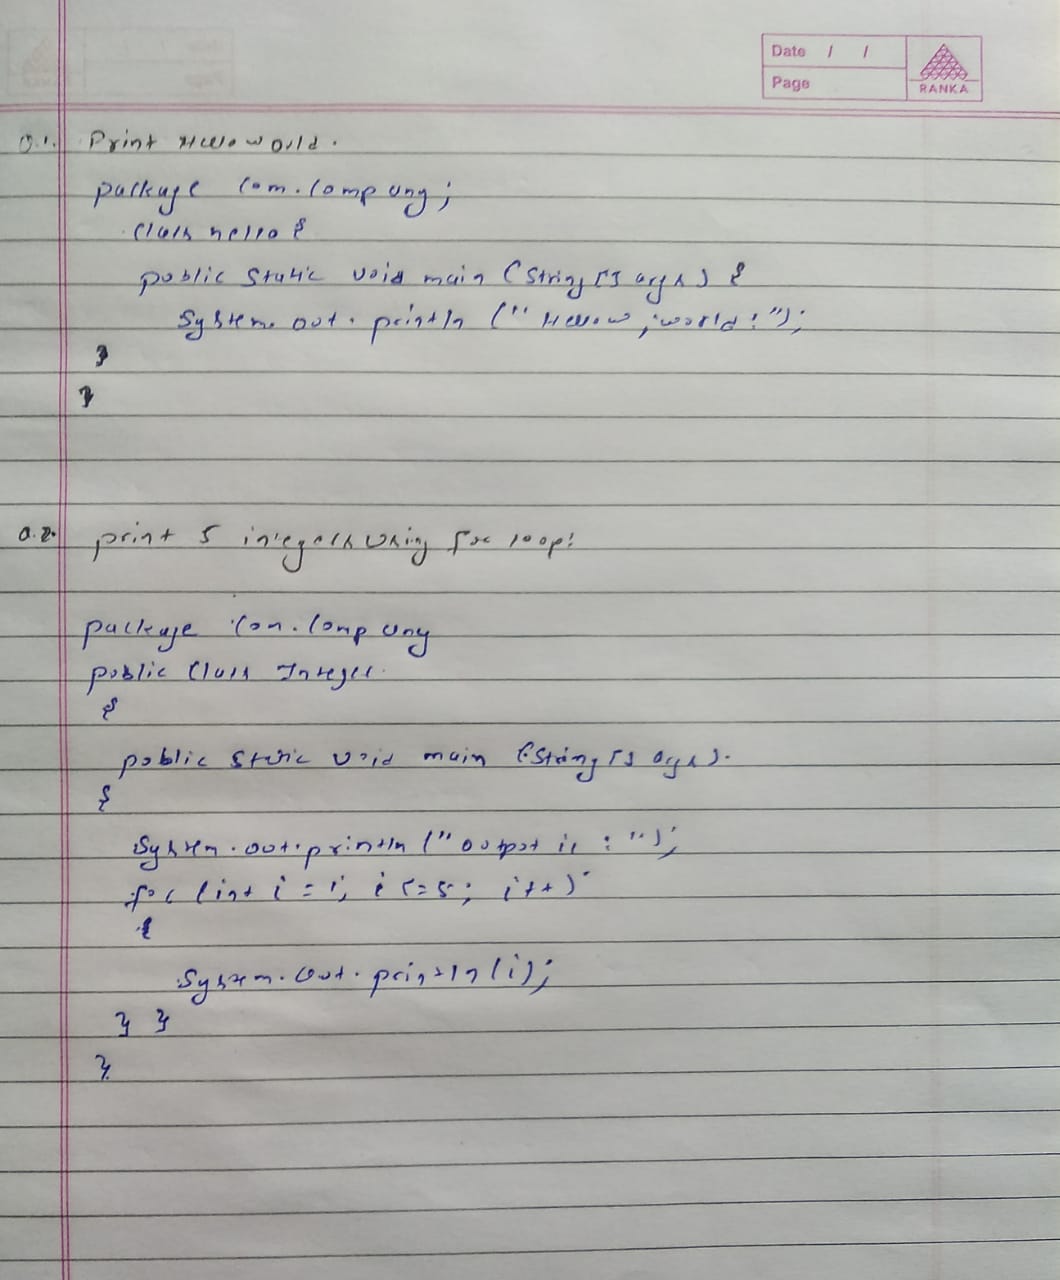 Date / /
Page
RANKA
Q.1. Print Hello World.
package com.company;
class hello {
public static void main (String [] args) {
System.out.println ("Hellow, world!");
}
}
Q.2. print 5 integers using for loop:
package com.company
public class Integer
{
public static void main (String [] args).
{
System.out.println ("output is : ");
for (int i = 1; i <= 5; i++)
{
System.out.println (i);
} }
}